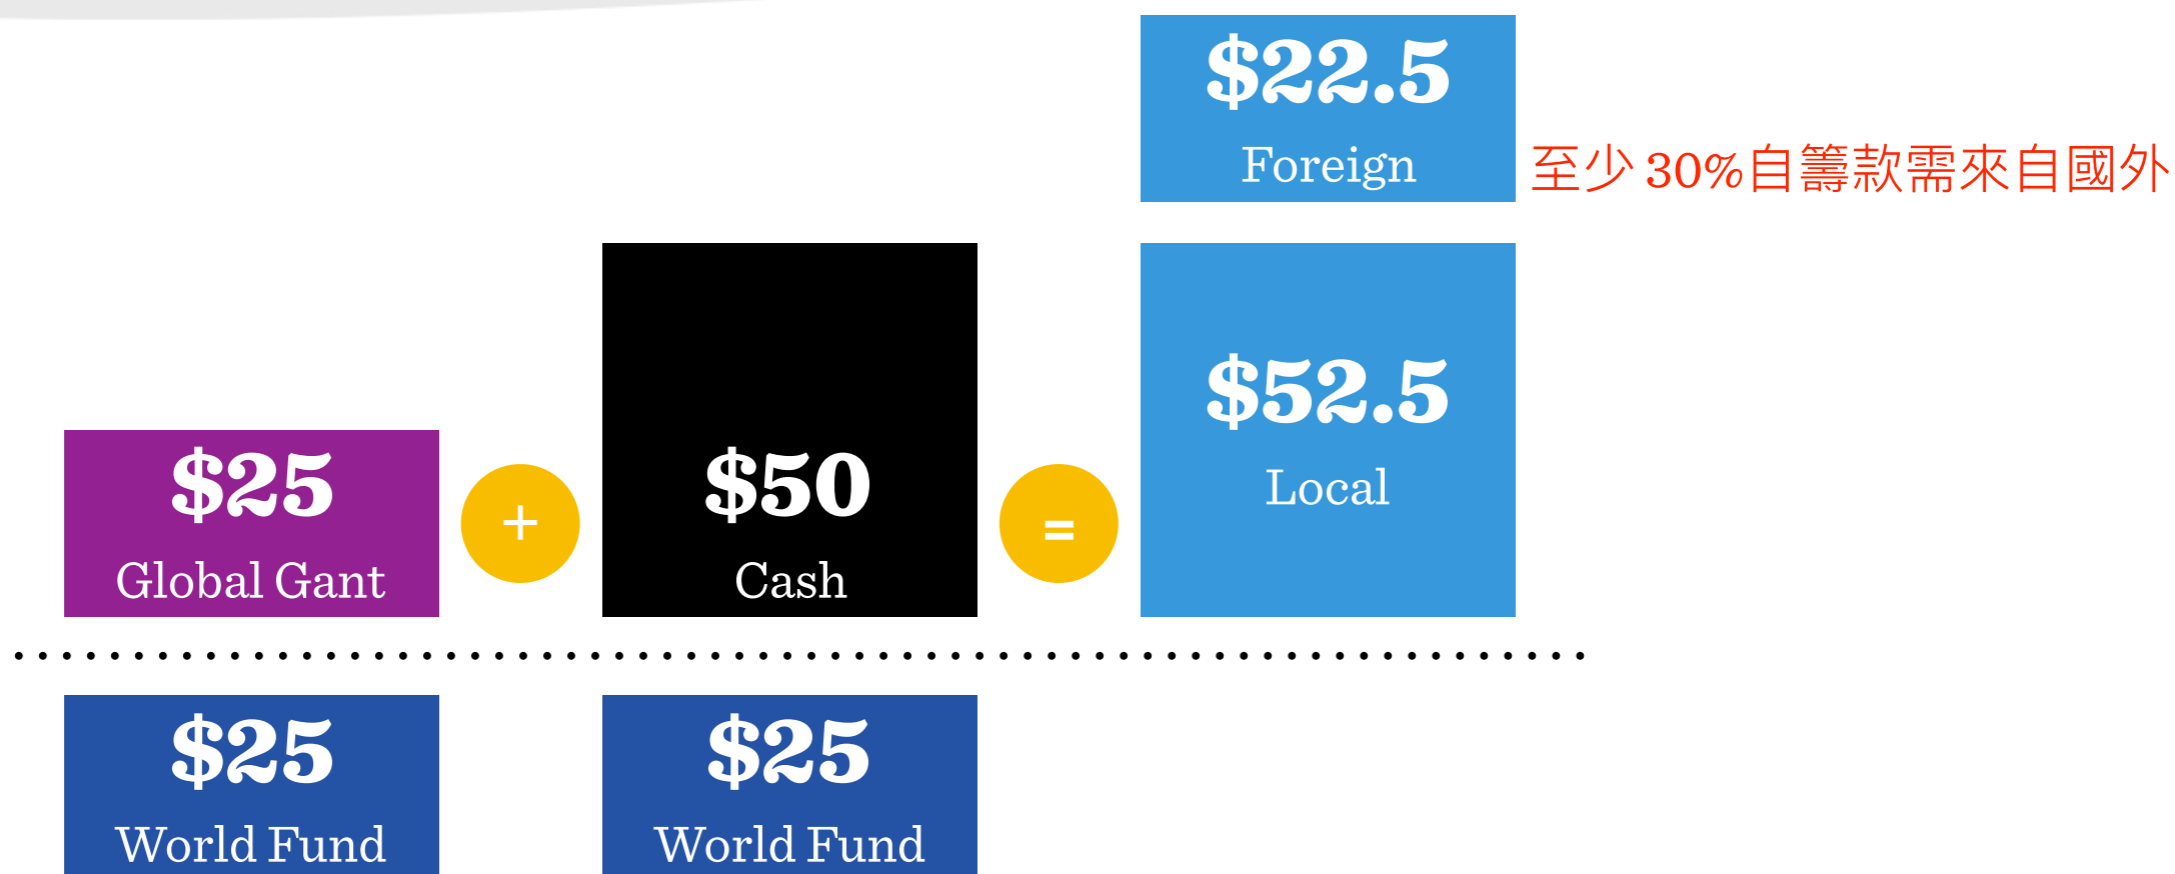 $22.5
Foreign
至少 30%自籌款需來自國外
$25
Global Gant
+
$50
Cash
=
$52.5
Local
$25
World Fund
$25
World Fund